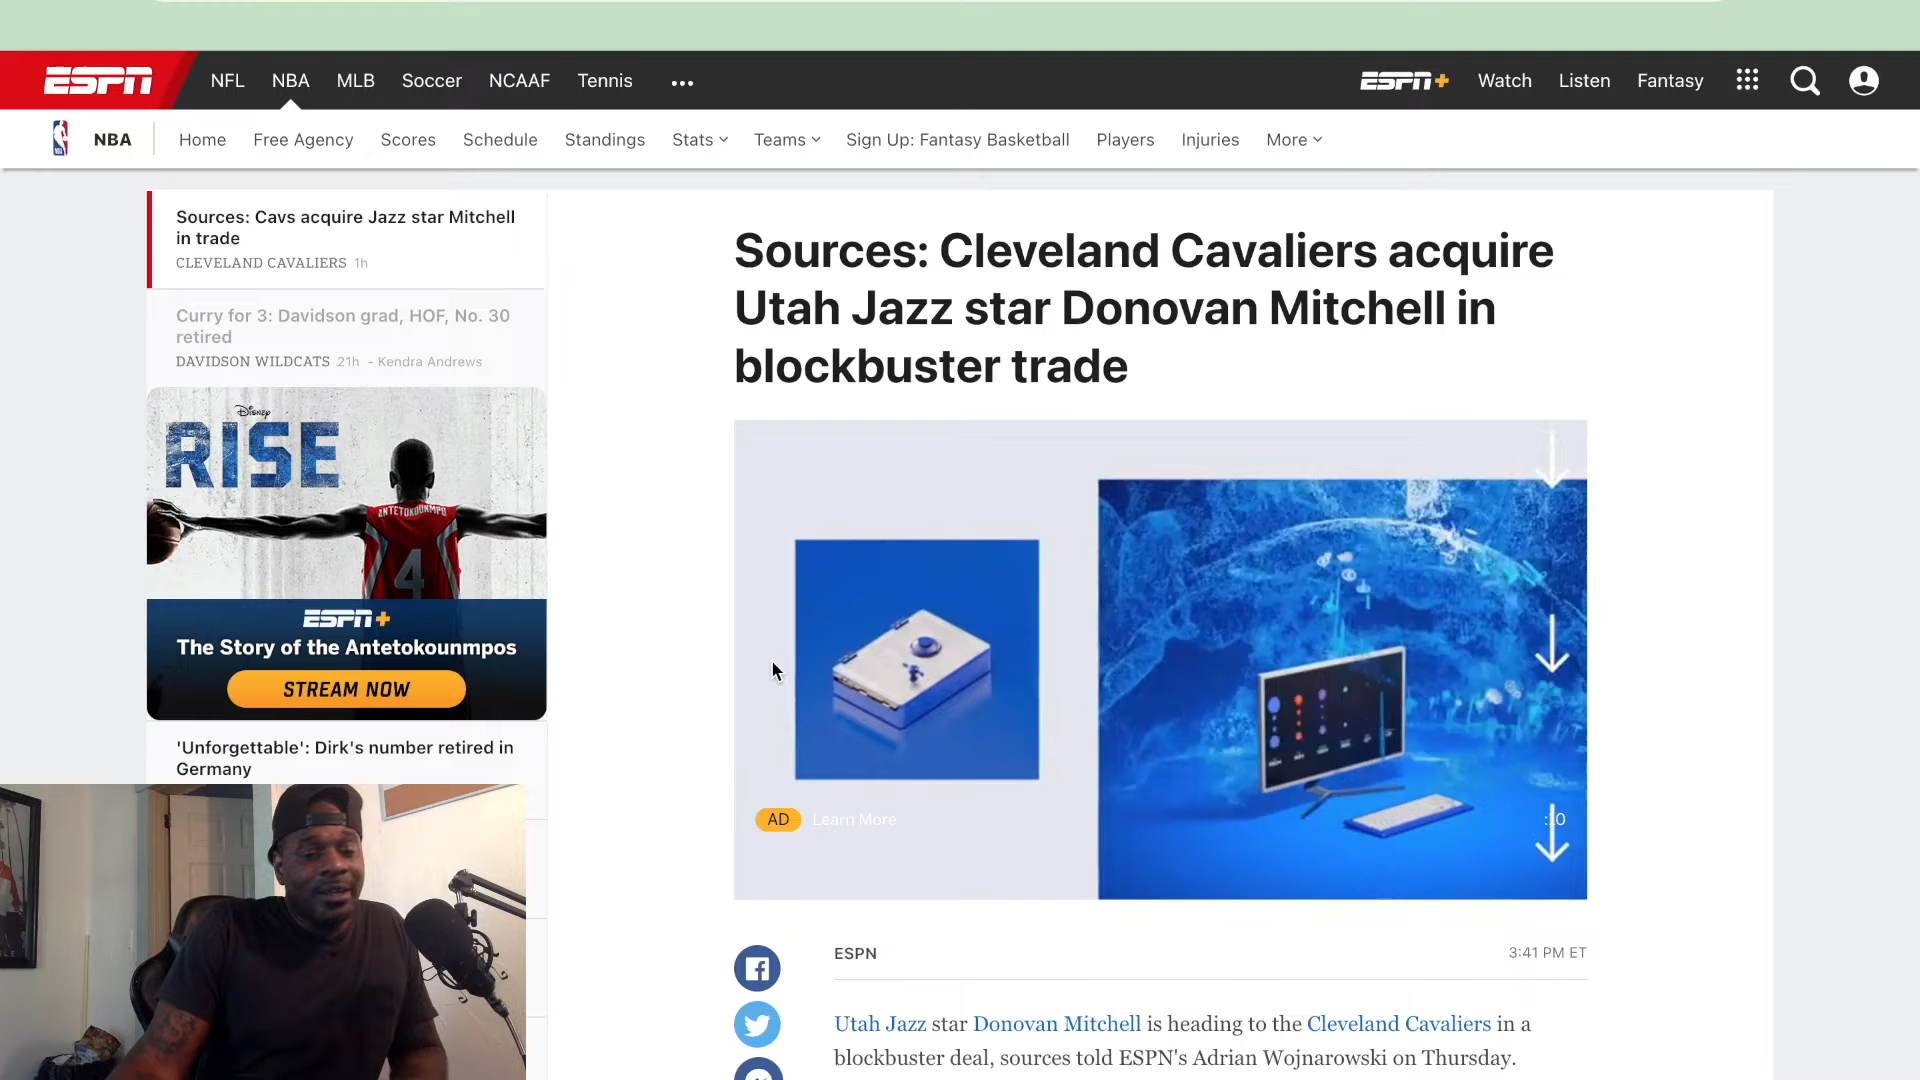 ESPN NFL NBA MLB Soccer NCAAF Tennis ... ESPN+ Watch Listen Fantasy
NBA Home Free Agency Scores Schedule Standings Stats Teams Sign Up: Fantasy Basketball Players Injuries More
Sources: Cavs acquire Jazz star Mitchell
in trade
CLEVELAND CAVALIERS 1h
Curry for 3: Davidson grad, HOF, No. 30
retired
DAVIDSON WILDCATS 21h - Kendra Andrews
Disney
RISE
ANTETOKOUNMPO
4
ESPN+
The Story of the Antetokounmpos
STREAM NOW
'Unforgettable': Dirk's number retired in
Germany
Sources: Cleveland Cavaliers acquire
Utah Jazz star Donovan Mitchell in
blockbuster trade
AD Learn More :10
ESPN 3:41 PM ET
Utah Jazz star Donovan Mitchell is heading to the Cleveland Cavaliers in a
blockbuster deal, sources told ESPN's Adrian Wojnarowski on Thursday.